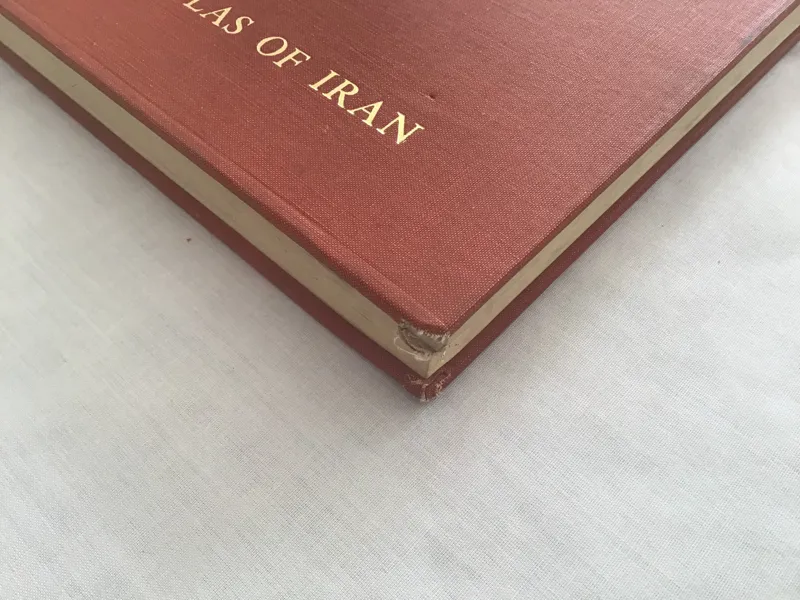 LAS OF IRAN